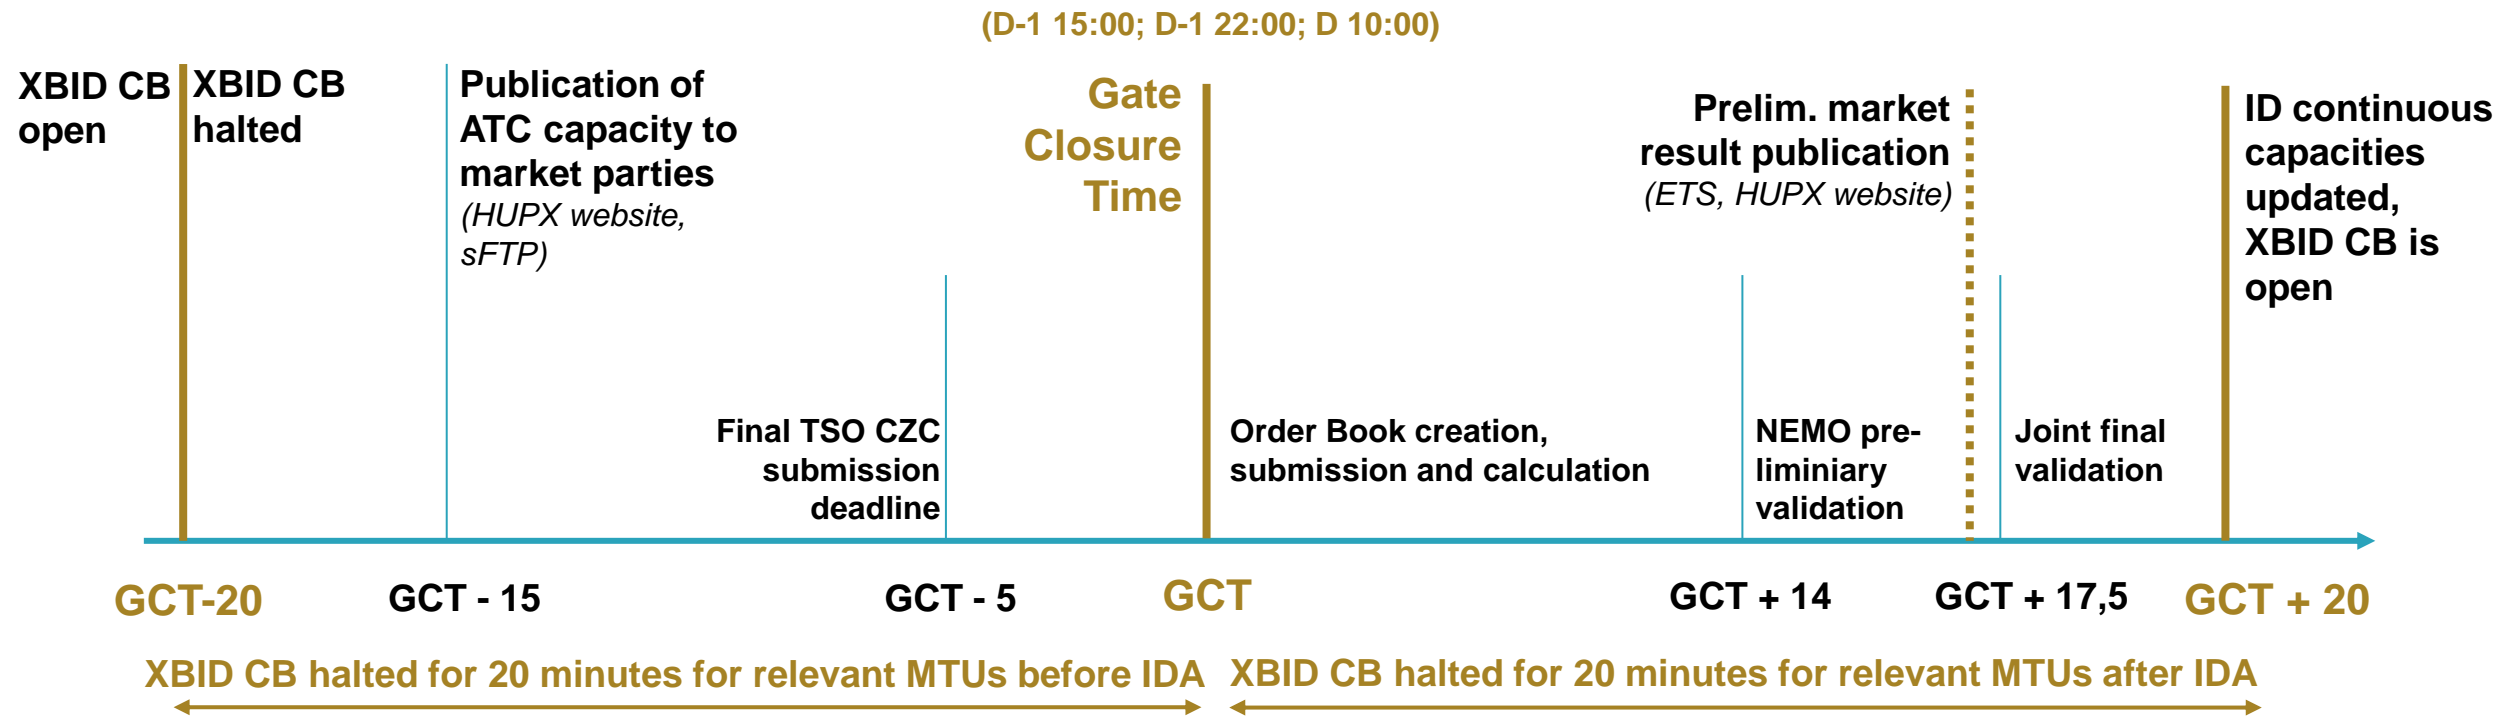 (D-1 15:00; D-1 22:00; D 10:00)
XBID CB
open
XBID CB
halted
Publication of
ATC capacity to
market parties
(HUPX website,
sFTP)
Gate
Closure
Time
Prelim. market
result publication
(ETS, HUPX website)
ID continuous
capacities
updated,
XBID CB is
open
Final TSO CZC
submission
deadline
Order Book creation,
submission and calculation
NEMO pre-
liminiary
validation
Joint final
validation
GCT-20
GCT - 15
GCT - 5
GCT
GCT + 14
GCT + 17,5
GCT + 20
XBID CB halted for 20 minutes for relevant MTUs before IDA
XBID CB halted for 20 minutes for relevant MTUs after IDA